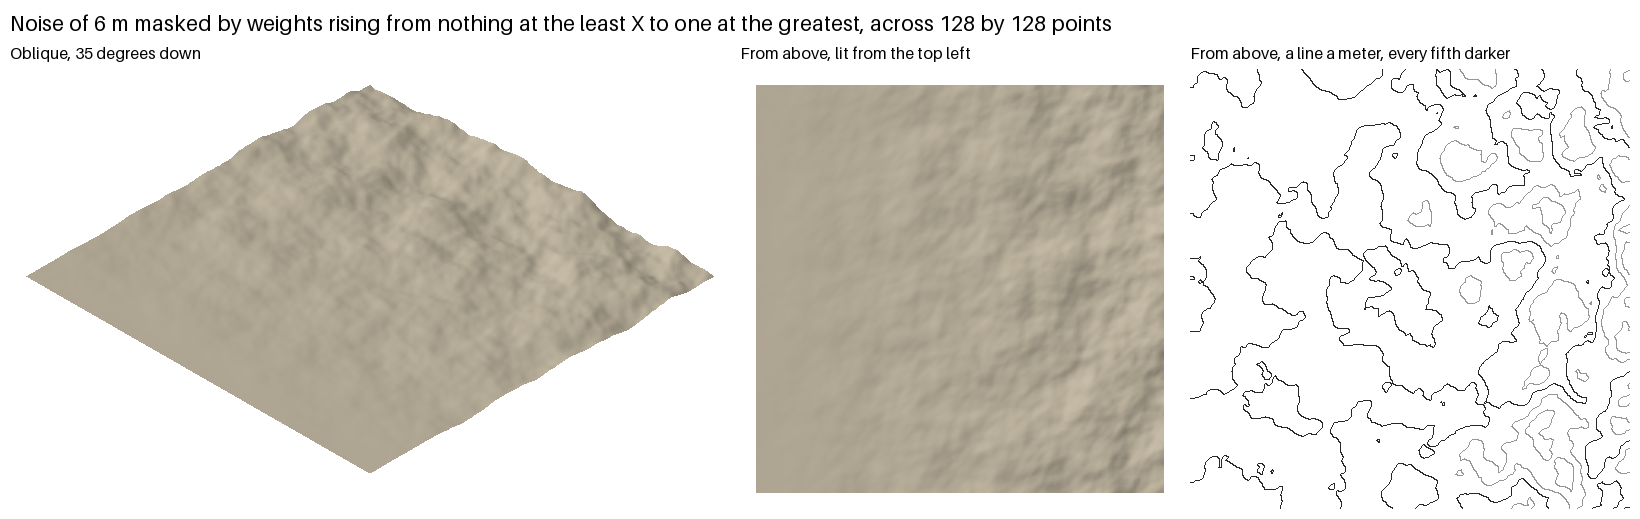 Noise of 6 m masked by weights rising from nothing at the least X to one at the greatest, across 128 by 128 points
Oblique, 35 degrees down
From above, lit from the top left
From above, a line a meter, every fifth darker